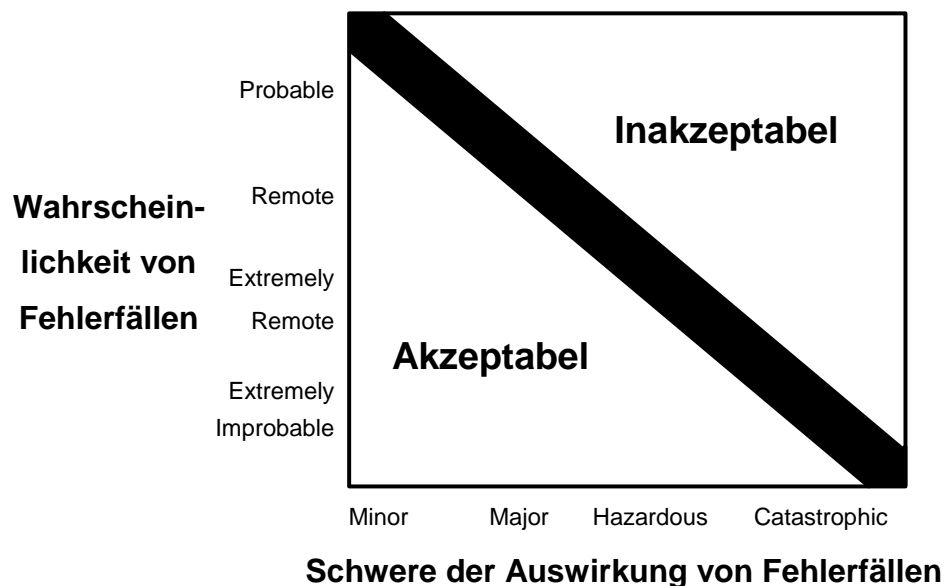 Probable
Inakzeptabel
Remote
Wahrschein-
lichkeit von
Fehlerfällen
Extremely
Remote
Akzeptabel
Extremely
Improbable
Minor Major Hazardous Catastrophic
Schwere der Auswirkung von Fehlerfällen